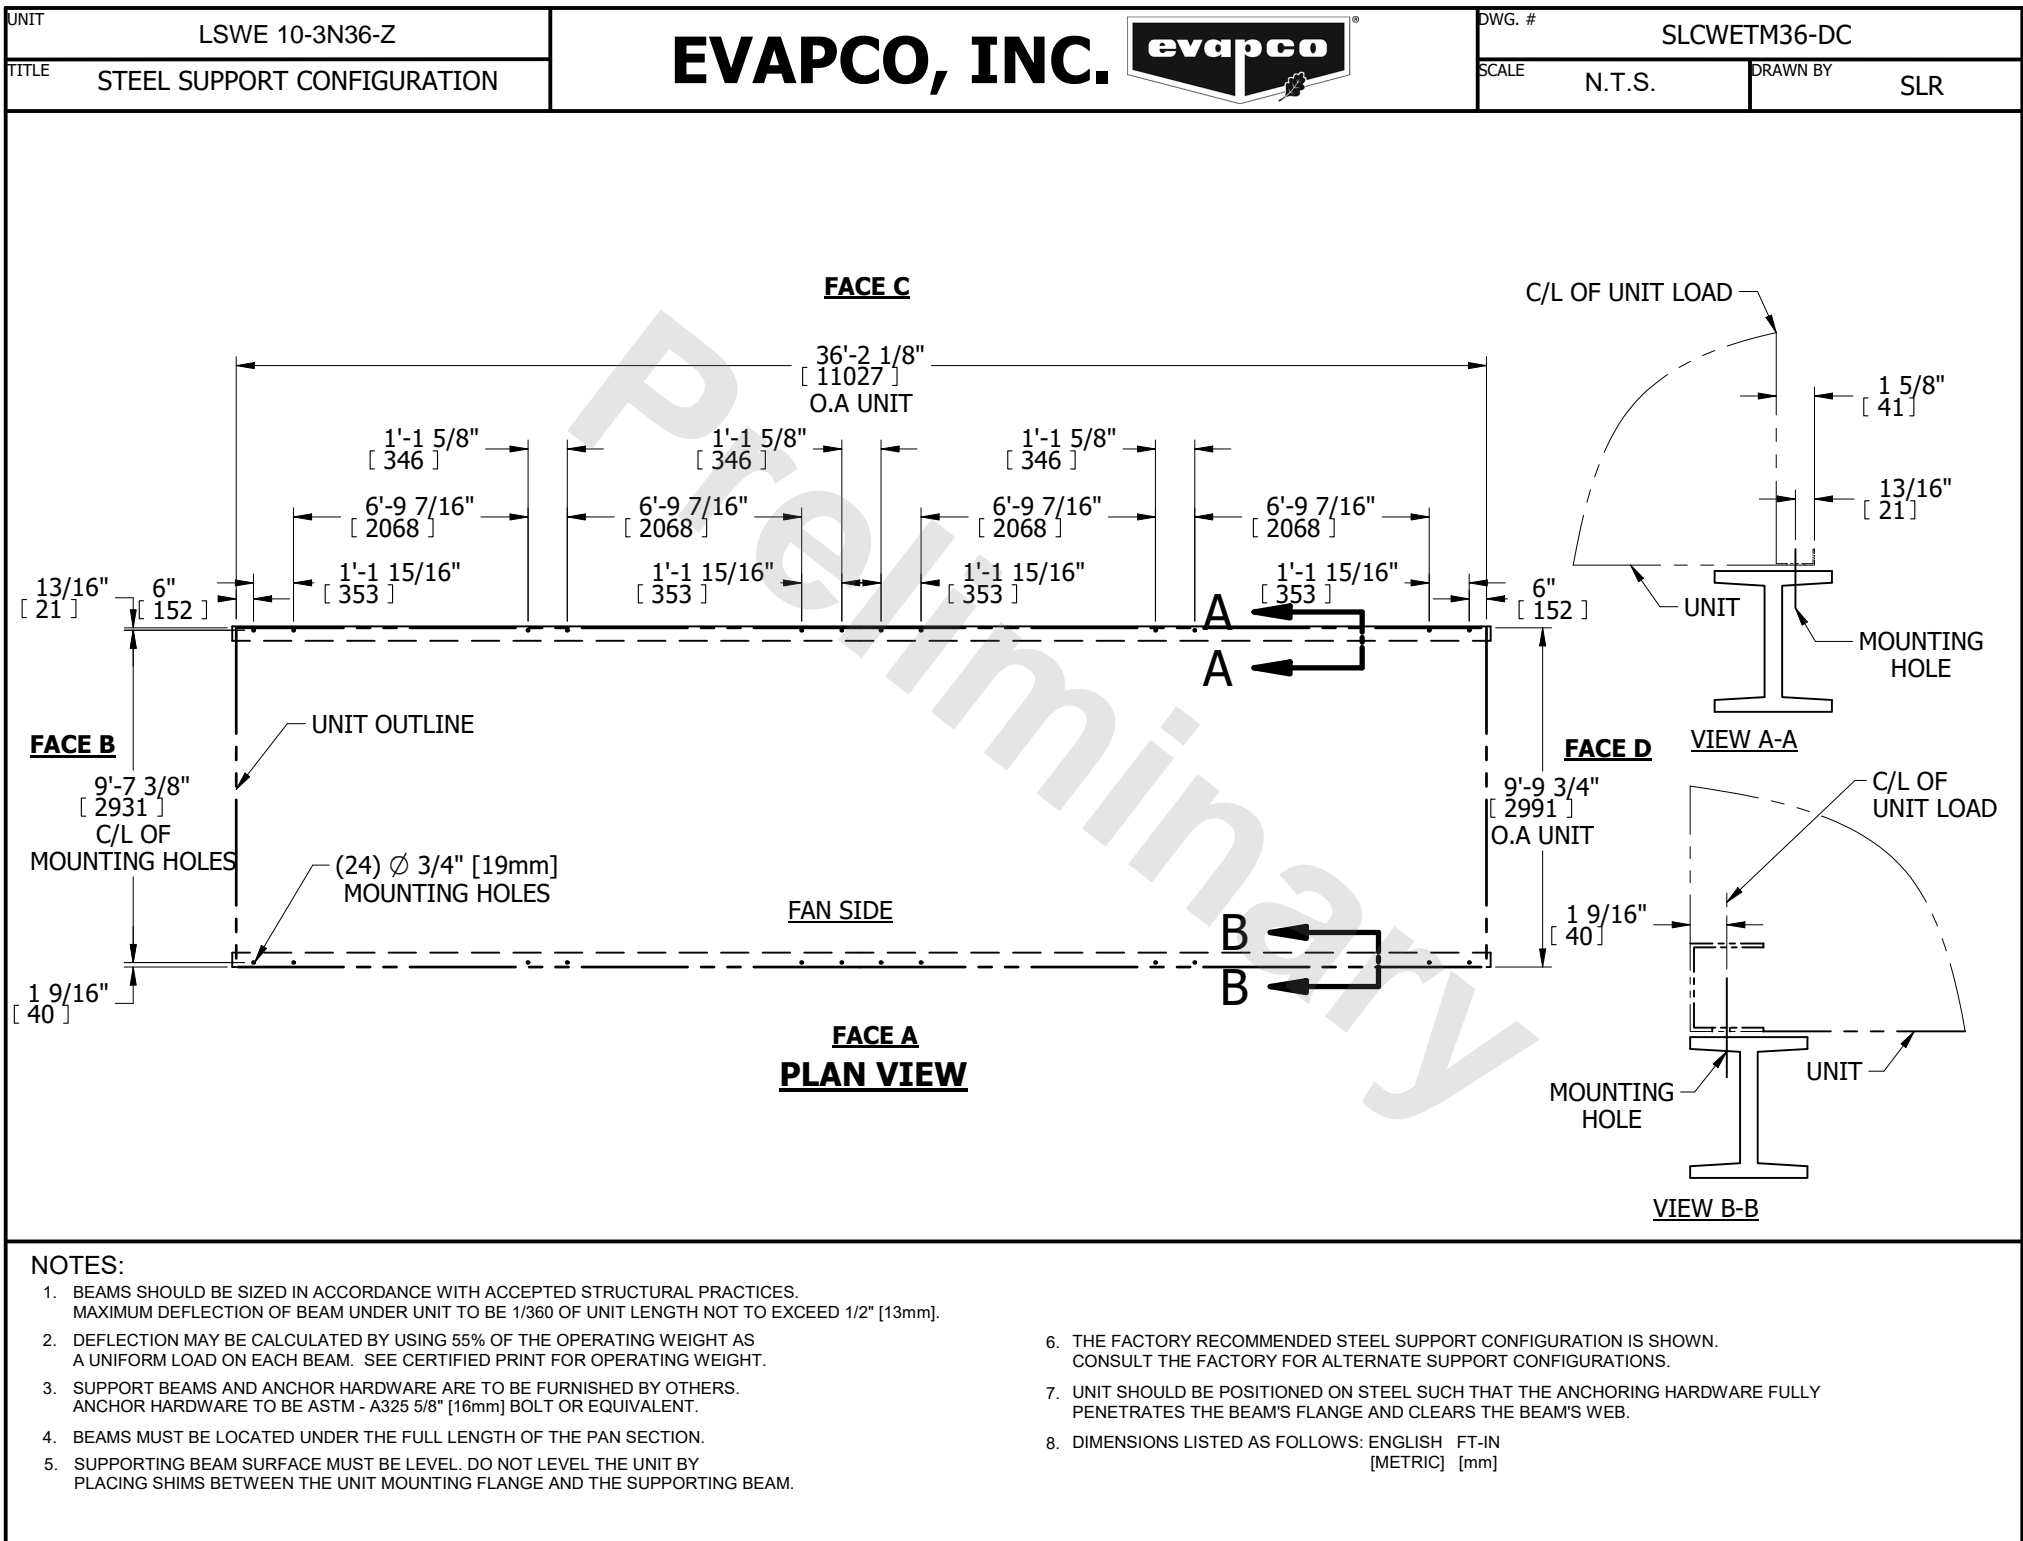 UNIT
LSWE 10-3N36-Z
TITLE
STEEL SUPPORT CONFIGURATION
EVAPCO, INC.
evapco
®
DWG. #
SLCWETM36-DC
SCALE
N.T.S.
DRAWN BY
SLR
FACE C
36'-2 1/8"
[ 11027 ]
O.A UNIT
1'-1 5/8"
[ 346 ]
1'-1 5/8"
[ 346 ]
1'-1 5/8"
[ 346 ]
6'-9 7/16"
[ 2068 ]
6'-9 7/16"
[ 2068 ]
6'-9 7/16"
[ 2068 ]
6'-9 7/16"
[ 2068 ]
13/16"
[ 21 ]
6"
[ 152 ]
1'-1 15/16"
[ 353 ]
1'-1 15/16"
[ 353 ]
1'-1 15/16"
[ 353 ]
1'-1 15/16"
[ 353 ]
6"
[ 152 ]
A
A
UNIT OUTLINE
FACE B
9'-7 3/8"
[ 2931 ]
C/L OF
MOUNTING HOLES
(24) Ø 3/4" [19mm]
MOUNTING HOLES
FAN SIDE
B
B
FACE D
9'-9 3/4"
[ 2991 ]
O.A UNIT
1 9/16"
[ 40 ]
FACE A
PLAN VIEW
C/L OF UNIT LOAD
1 5/8"
[ 41 ]
13/16"
[ 21 ]
UNIT
MOUNTING
HOLE
VIEW A-A
C/L OF
UNIT LOAD
1 9/16"
[ 40 ]
UNIT
MOUNTING
HOLE
VIEW B-B
Preliminary
NOTES:
1. BEAMS SHOULD BE SIZED IN ACCORDANCE WITH ACCEPTED STRUCTURAL PRACTICES.
MAXIMUM DEFLECTION OF BEAM UNDER UNIT TO BE 1/360 OF UNIT LENGTH NOT TO EXCEED 1/2" [13mm].
2. DEFLECTION MAY BE CALCULATED BY USING 55% OF THE OPERATING WEIGHT AS
A UNIFORM LOAD ON EACH BEAM. SEE CERTIFIED PRINT FOR OPERATING WEIGHT.
3. SUPPORT BEAMS AND ANCHOR HARDWARE ARE TO BE FURNISHED BY OTHERS.
ANCHOR HARDWARE TO BE ASTM - A325 5/8" [16mm] BOLT OR EQUIVALENT.
4. BEAMS MUST BE LOCATED UNDER THE FULL LENGTH OF THE PAN SECTION.
5. SUPPORTING BEAM SURFACE MUST BE LEVEL. DO NOT LEVEL THE UNIT BY
PLACING SHIMS BETWEEN THE UNIT MOUNTING FLANGE AND THE SUPPORTING BEAM.
6. THE FACTORY RECOMMENDED STEEL SUPPORT CONFIGURATION IS SHOWN.
CONSULT THE FACTORY FOR ALTERNATE SUPPORT CONFIGURATIONS.
7. UNIT SHOULD BE POSITIONED ON STEEL SUCH THAT THE ANCHORING HARDWARE FULLY
PENETRATES THE BEAM'S FLANGE AND CLEARS THE BEAM'S WEB.
8. DIMENSIONS LISTED AS FOLLOWS: ENGLISH FT-IN
[METRIC] [mm]